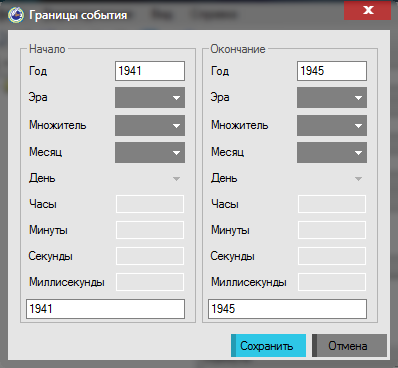 Границы события
Начало
Год 1941
Эра
Множитель
Месяц
День
Часы
Минуты
Секунды
Миллисекунды
1941
Окончание
Год 1945
Эра
Множитель
Месяц
День
Часы
Минуты
Секунды
Миллисекунды
1945
Сохранить
Отмена